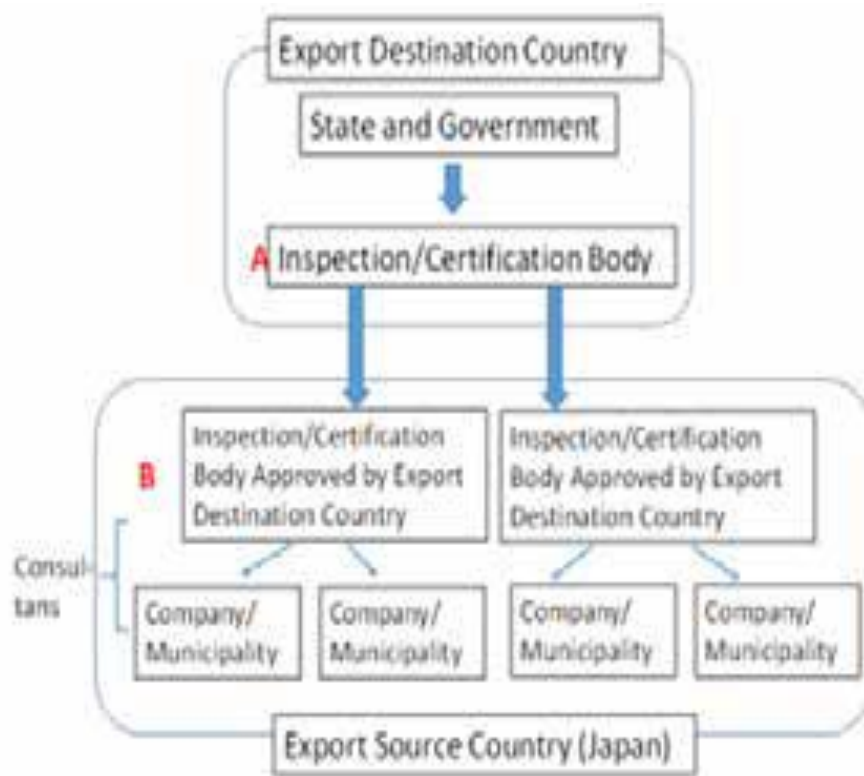 Export Destination Country
State and Government
A Inspection/Certification Body
Inspection/Certification
Body Approved by Export
Destination Country
Inspection/Certification
Body Approved by Export
Destination Country
B
Consul-
tans
Company/
Municipality
Company/
Municipality
Company/
Municipality
Company/
Municipality
Export Source Country (Japan)